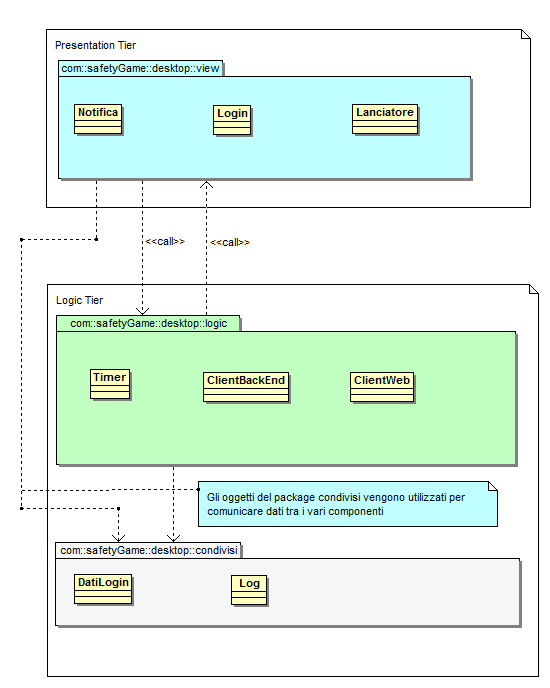 Presentation Tier
com::safetyGame::desktop::view
Notifica
Login
Lanciatore
<<call>>
<<call>>
Logic Tier
com::safetyGame::desktop::logic
Timer
ClientBackEnd
ClientWeb
Gli oggetti del package condivisi vengono utilizzati per
comunicare dati tra i vari componenti
com::safetyGame::desktop::condivisi
DatiLogin
Log